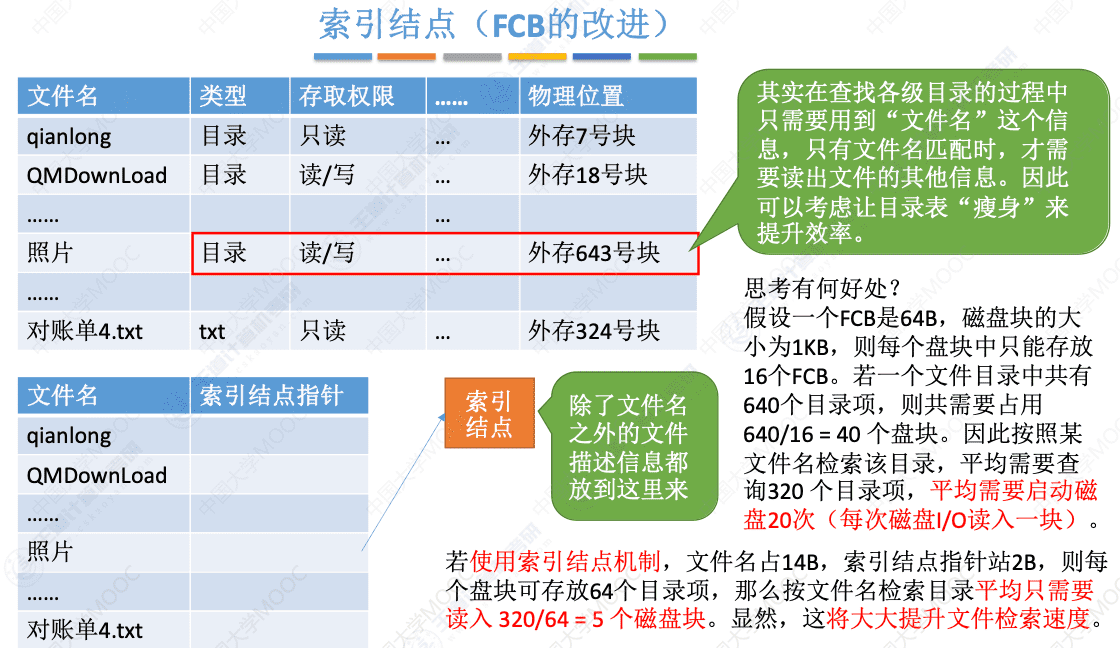 索引结点（FCB的改进）
文件名 类型 存取权限 …… 物理位置
qianlong 目录 只读 … 外存7号块
QMDownLoad 目录 读/写 … 外存18号块
…… …
照片 目录 读/写 … 外存643号块
……
对账单4.txt txt 只读 … 外存324号块
其实在查找各级目录的过程中
只需要用到“文件名”这个信
息，只有文件名匹配时，才需
要读出文件的其他信息。因此
可以考虑让目录表“瘦身”来
提升效率。
文件名 索引结点指针
qianlong
QMDownLoad
……
照片
……
对账单4.txt
索引
结点
除了文件名
之外的文件
描述信息都
放到这里来
思考有何好处？
假设一个FCB是64B，磁盘块的大
小为1KB，则每个盘块中只能存放
16个FCB。若一个文件目录中共有
640个目录项，则共需要占用
640/16 = 40 个盘块。因此按照某
文件名检索该目录，平均需要查
询320 个目录项，平均需要启动磁
盘20次（每次磁盘I/O读入一块）。
若使用索引结点机制，文件名占14B，索引结点指针站2B，则每
个盘块可存放64个目录项，那么按文件名检索目录平均只需要
读入 320/64 = 5 个磁盘块。显然，这将大大提升文件检索速度。